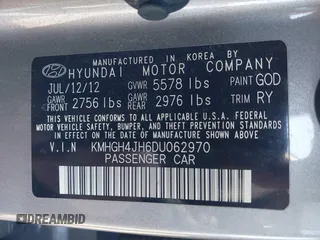 MANUFACTURED IN KOREA BY
HYUNDAI MOTOR COMPANY
JUL/12/12 GVWR 5578 lbs PAINT GOD
GAWR FRT 2756 lbs GAWR RR 2976 lbs TRIM RY
THIS VEHICLE CONFORMS TO ALL APPLICABLE
U.S.A. FEDERAL MOTOR VEHICLE SAFETY, BUMPER, AND
THEFT PREVENTION STANDARDS IN EFFECT ON
THE DATE OF MANUFACTURE SHOWN ABOVE.
V.I.N KMHGH4JH6DU062970
PASSENGER CAR
DREAMBID